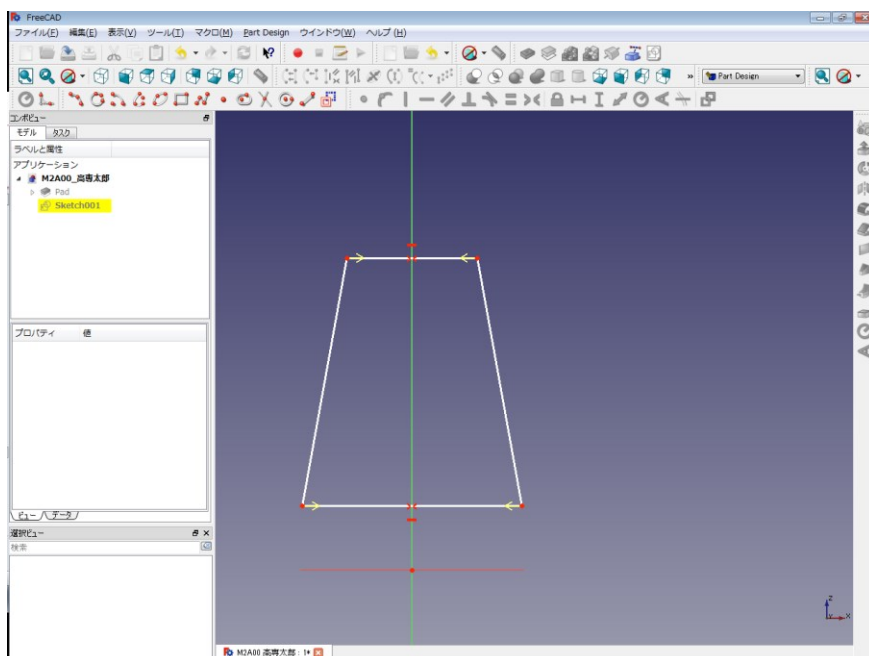 FreeCAD
ファイル(F) 編集(E) 表示(V) ツール(T) マクロ(M) Part Design ウインドウ(W) ヘルプ(H)
Part Design
コンボビュー
モデル タスク
ラベルと属性
アプリケーション
M2A00_高専太郎
Pad
Sketch001
プロパティ 値
ビュー データ
選択ビュー
検索
Z
Y X
M2A00 高専太郎 : 1*